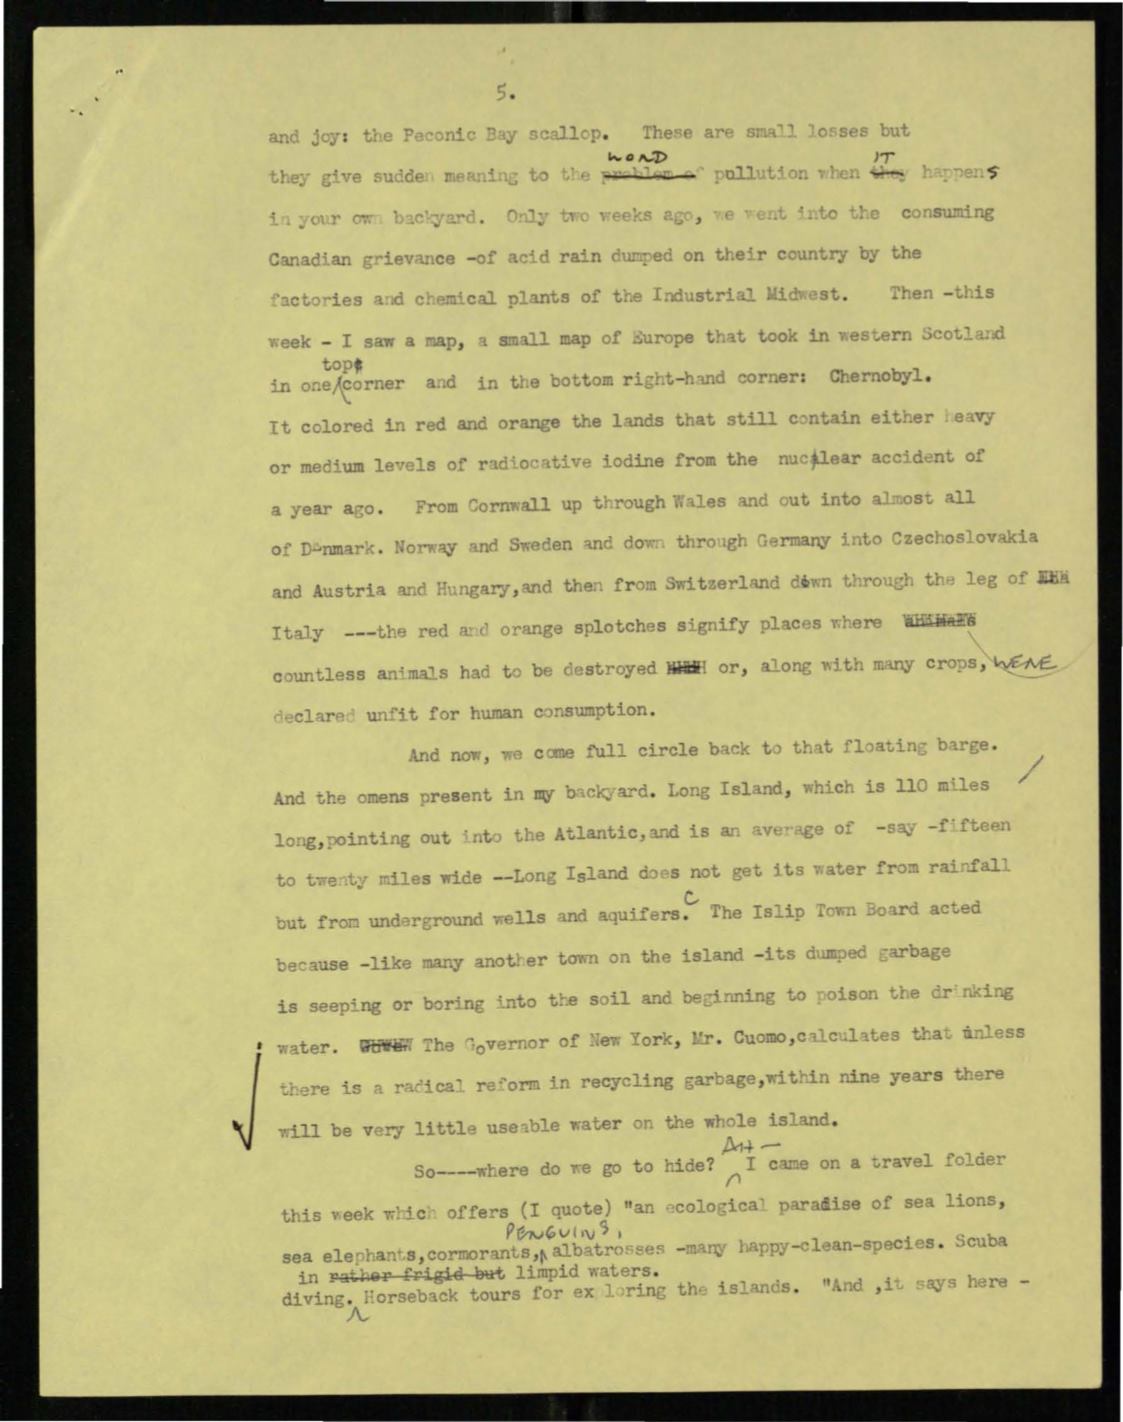 5.
and joy: the Peconic Bay scallop. These are small losses but
WORD IT
they give sudden meaning to the problem of pollution when they happens
in your own backyard. Only two weeks ago, we went into the consuming
Canadian grievance -of acid rain dumped on their country by the
factories and chemical plants of the Industrial Midwest. Then -this
week - I saw a map, a small map of Europe that took in western Scotland
top
in one corner and in the bottom right-hand corner: Chernobyl.
It colored in red and orange the lands that still contain either heavy
or medium levels of radiocative iodine from the nuclear accident of
a year ago. From Cornwall up through Wales and out into almost all
of Denmark. Norway and Sweden and down through Germany into Czechoslovakia
and Austria and Hungary,and then from Switzerland down through the leg of
Italy ---the red and orange splotches signify places where
countless animals had to be destroyed or, along with many crops, WERE
declared unfit for human consumption.
And now, we come full circle back to that floating barge.
And the omens present in my backyard. Long Island, which is 110 miles
long,pointing out into the Atlantic,and is an average of -say -fifteen
to twenty miles wide --Long Island does not get its water from rainfall
but from underground wells and aquifers. The Islip Town Board acted
because -like many another town on the island -its dumped garbage
is seeping or boring into the soil and beginning to poison the drinking
water. The Governor of New York, Mr. Cuomo,calculates that unless
there is a radical reform in recycling garbage,within nine years there
will be very little useable water on the whole island.
AH —
So----where do we go to hide? I came on a travel folder
this week which offers (I quote) "an ecological paradise of sea lions,
PENGUINS,
sea elephants,cormorants, albatrosses -many happy-clean-species. Scuba
in rather frigid but limpid waters.
diving. Horseback tours for exploring the islands. "And ,it says here -